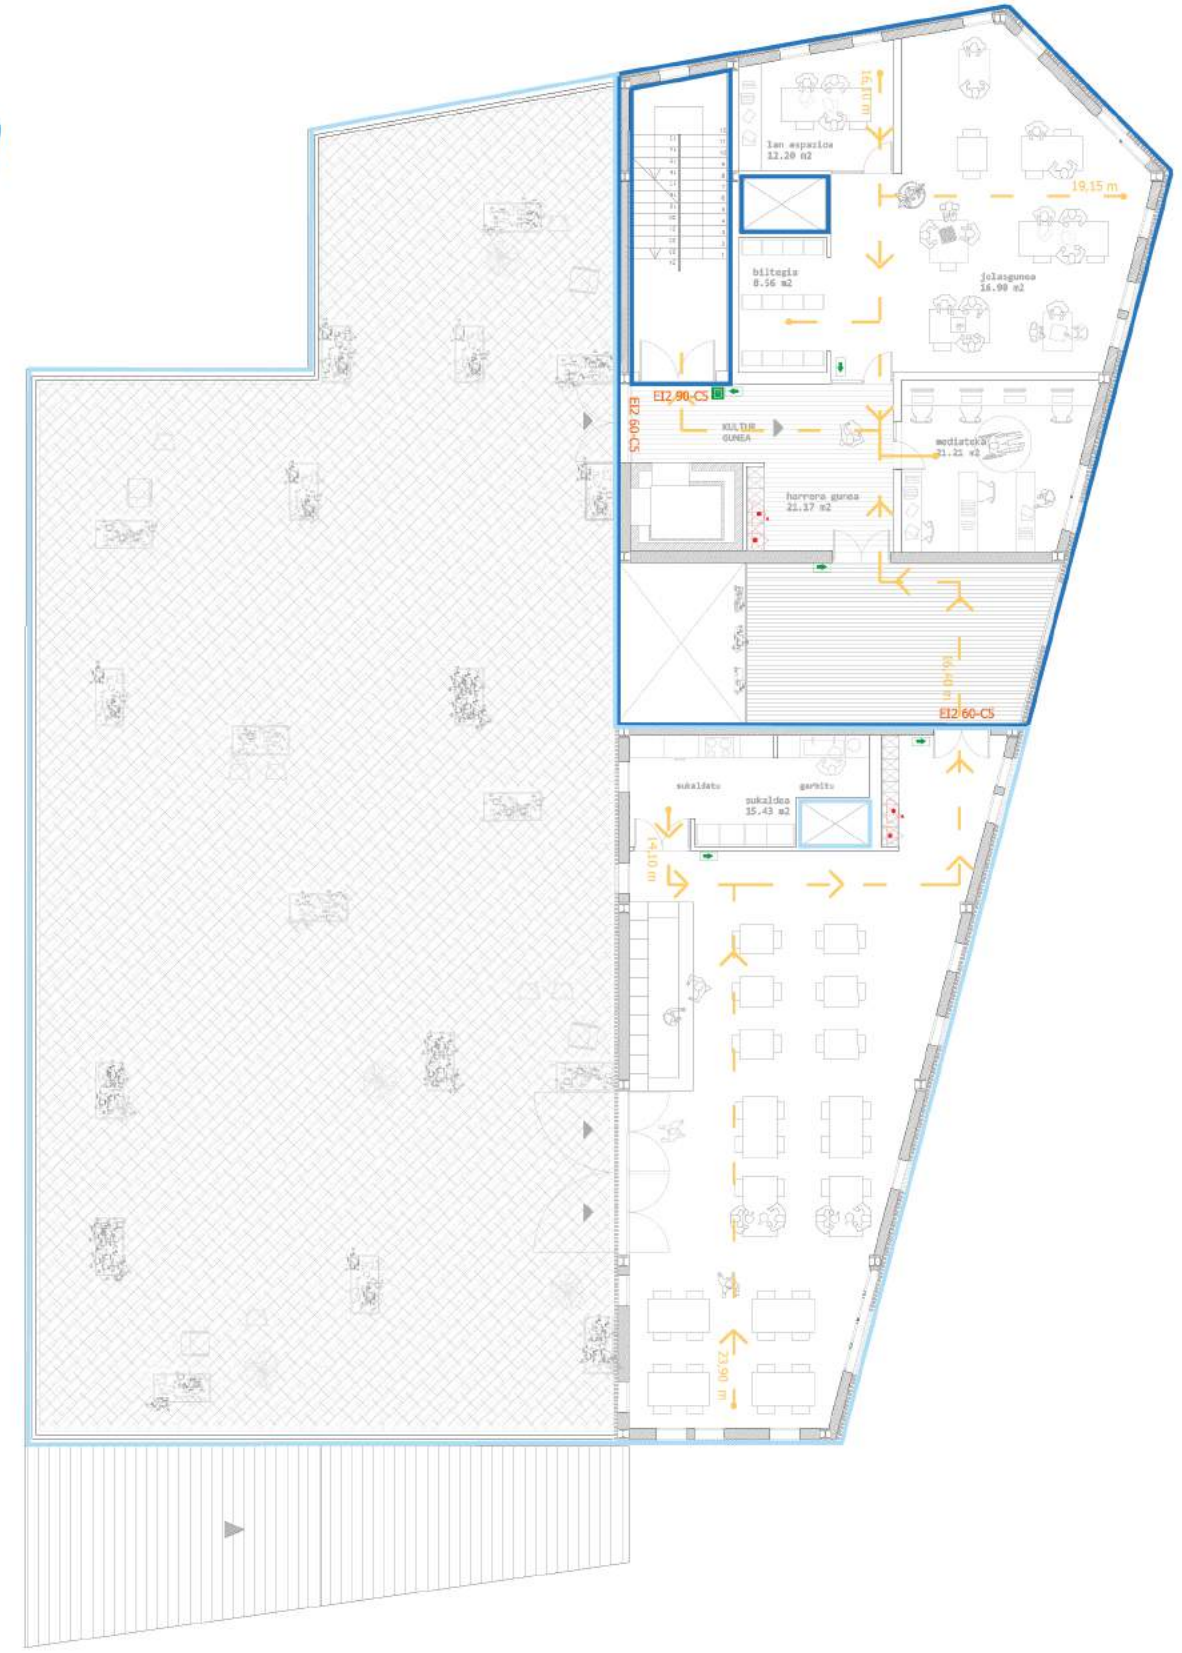 16,10 m
lan espazioa
12.20 m2
19,15 m
biltegia
8.56 m2
jolasgunea
16.90 m2
EI2 90-C5
EI2 60-C5
KULTUR
GUNEA
mediateka
21.21 m2
harrera gunea
21.17 m2
16,40 m
EI2 60-C5
sukaldatu
garbitu
sukaldea
15.43 m2
14,10 m
23,90 m